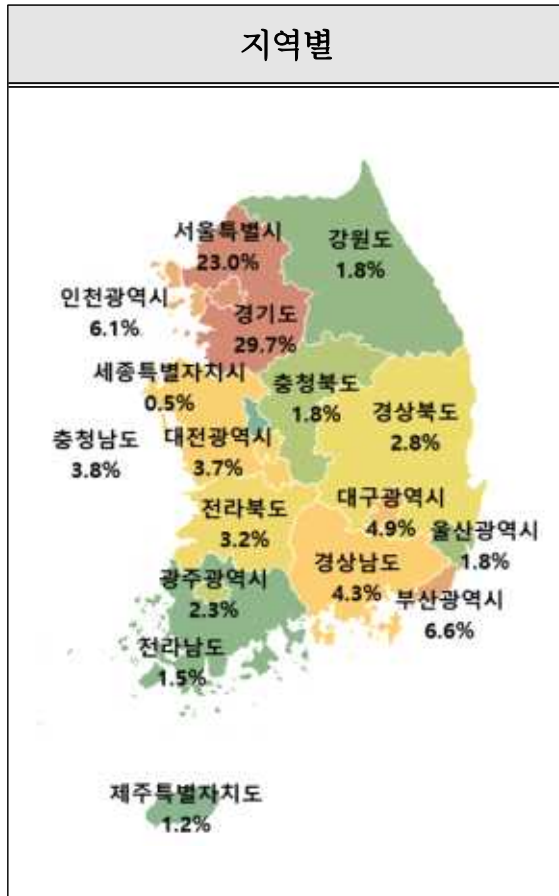 지역별
서울특별시
23.0%
강원도
1.8%
인천광역시
6.1%
경기도
29.7%
세종특별자치시
0.5%
충청북도
1.8%
경상북도
2.8%
충청남도
3.8%
대전광역시
3.7%
전라북도
3.2%
대구광역시
4.9%
울산광역시
1.8%
경상남도
4.3%
부산광역시
6.6%
광주광역시
2.3%
전라남도
1.5%
제주특별자치도
1.2%